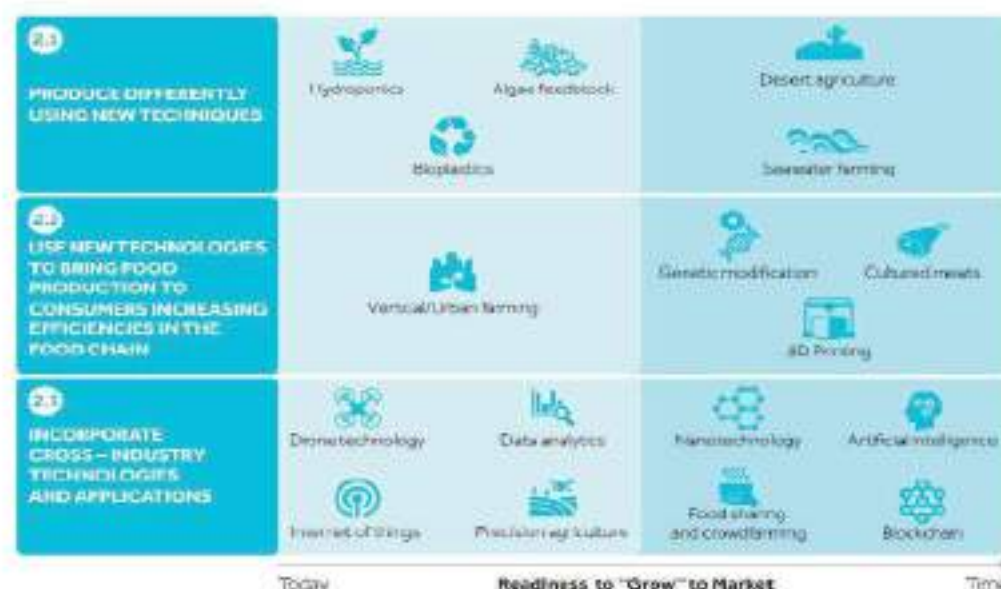 2.1
PRODUCE DIFFERENTLY
USING NEW TECHNIQUES
Hydroponics
Algae feedstock
Bioplastics
Desert agriculture
Seawater farming
2.2
USE NEW TECHNOLOGIES
TO BRING FOOD
PRODUCTION TO
CONSUMERS INCREASING
EFFICIENCIES IN THE
FOOD CHAIN
Vertical/Urban farming
Genetic modification
Cultured meats
3D Printing
2.3
INCORPORATE
CROSS – INDUSTRY
TECHNOLOGIES
AND APPLICATIONS
Drone technology
Data analytics
Nanotechnology
Artificial intelligence
Internet of things
Precision agriculture
Food sharing
and crowdfarming
Blockchain
Today
Readiness to "Grow" to Market
Time